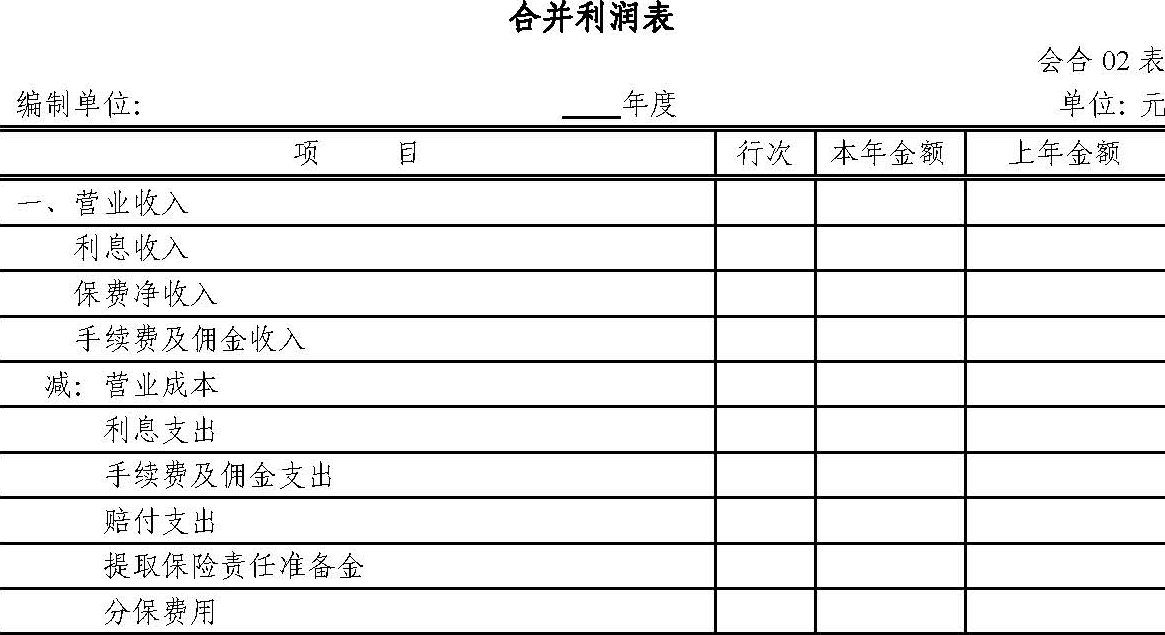 合并利润表
会合 02 表
编制单位： ____年度 单位：元
项 目 行次 本年金额 上年金额
一、营业收入
利息收入
保费净收入
手续费及佣金收入
减：营业成本
利息支出
手续费及佣金支出
赔付支出
提取保险责任准备金
分保费用